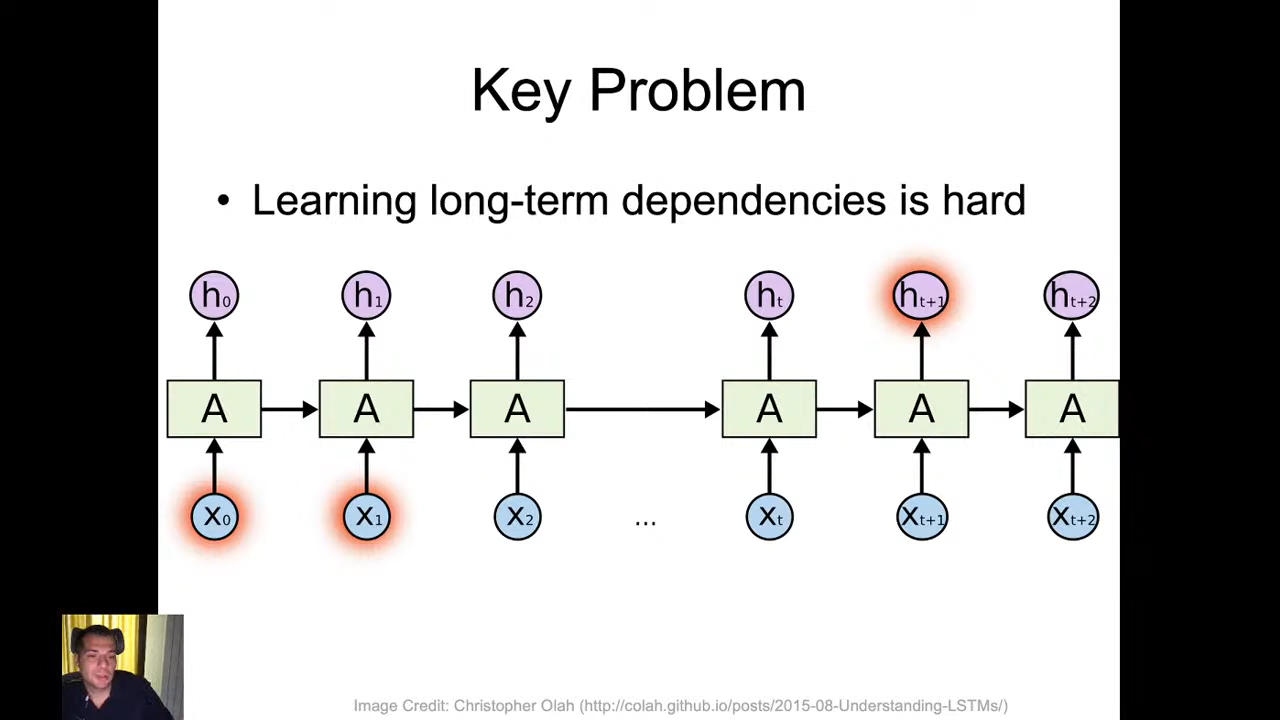 Key Problem
• Learning long-term dependencies is hard
h0 h1 h2 ht ht+1 ht+2
A A A A A A
x0 x1 x2 ... xt xt+1 xt+2
Image Credit: Christopher Olah (http://colah.github.io/posts/2015-08-Understanding-LSTMs/)